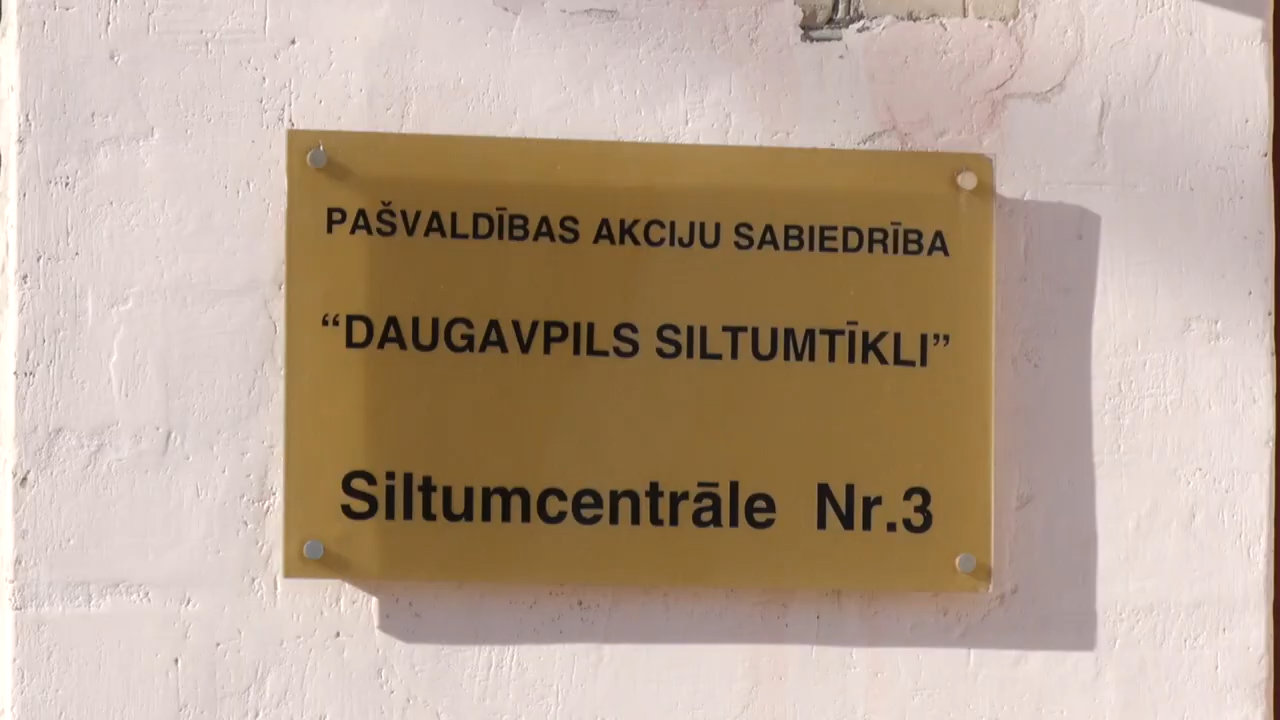 PAŠVALDĪBAS AKCIJU SABIEDRĪBA
“DAUGAVPILS SILTUMTĪKLI”
Siltumcentrāle Nr.3